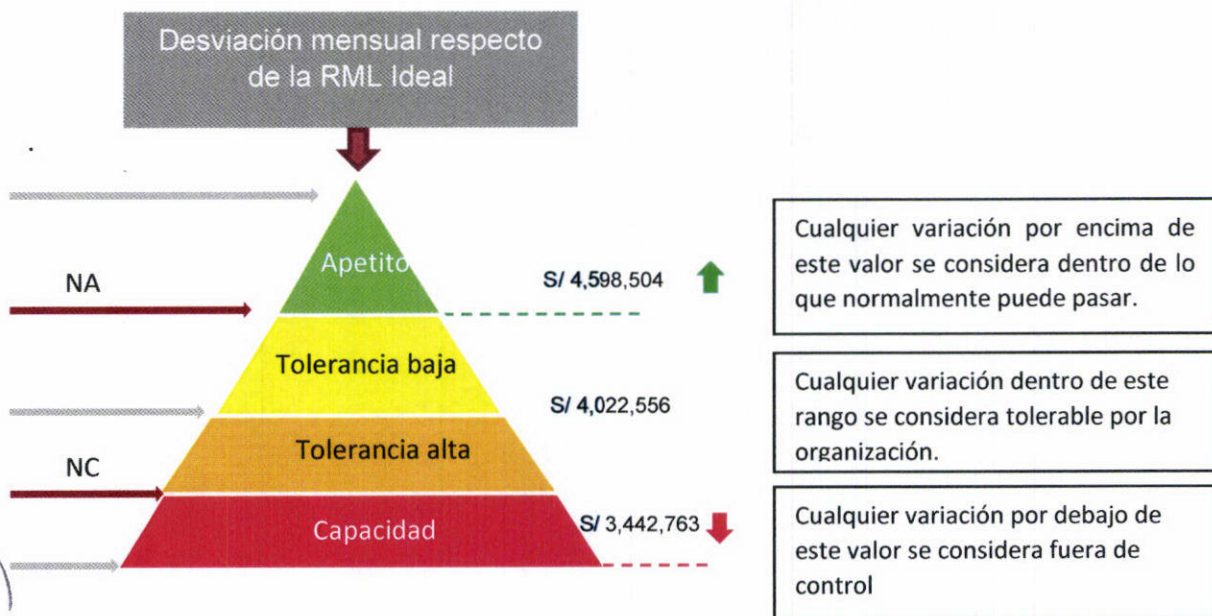 Desviación mensual respecto
de la RML Ideal
Apetito
NA
S/ 4,598,504
Cualquier variación por encima de
este valor se considera dentro de lo
que normalmente puede pasar.
Tolerancia baja
S/ 4,022,556
Cualquier variación dentro de este
rango se considera tolerable por la
organización.
Tolerancia alta
NC
Capacidad
S/ 3,442,763
Cualquier variación por debajo de
este valor se considera fuera de
control